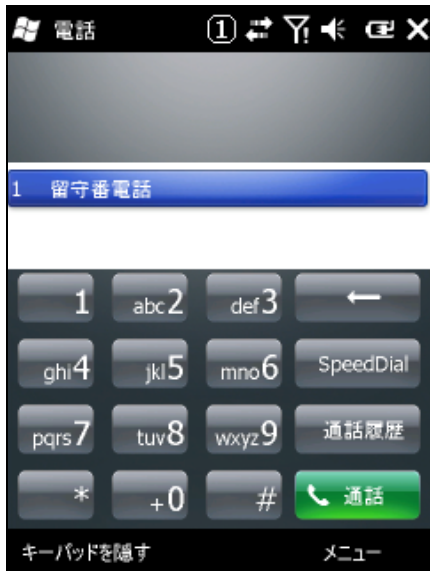 電話 1
1 留守番電話
1 abc2 def3 ←
ghi4 jkl5 mno6 SpeedDial
pqrs7 tuv8 wxyz9 通話履歴
* +0 # 通話
キーパッドを隠す メニュー